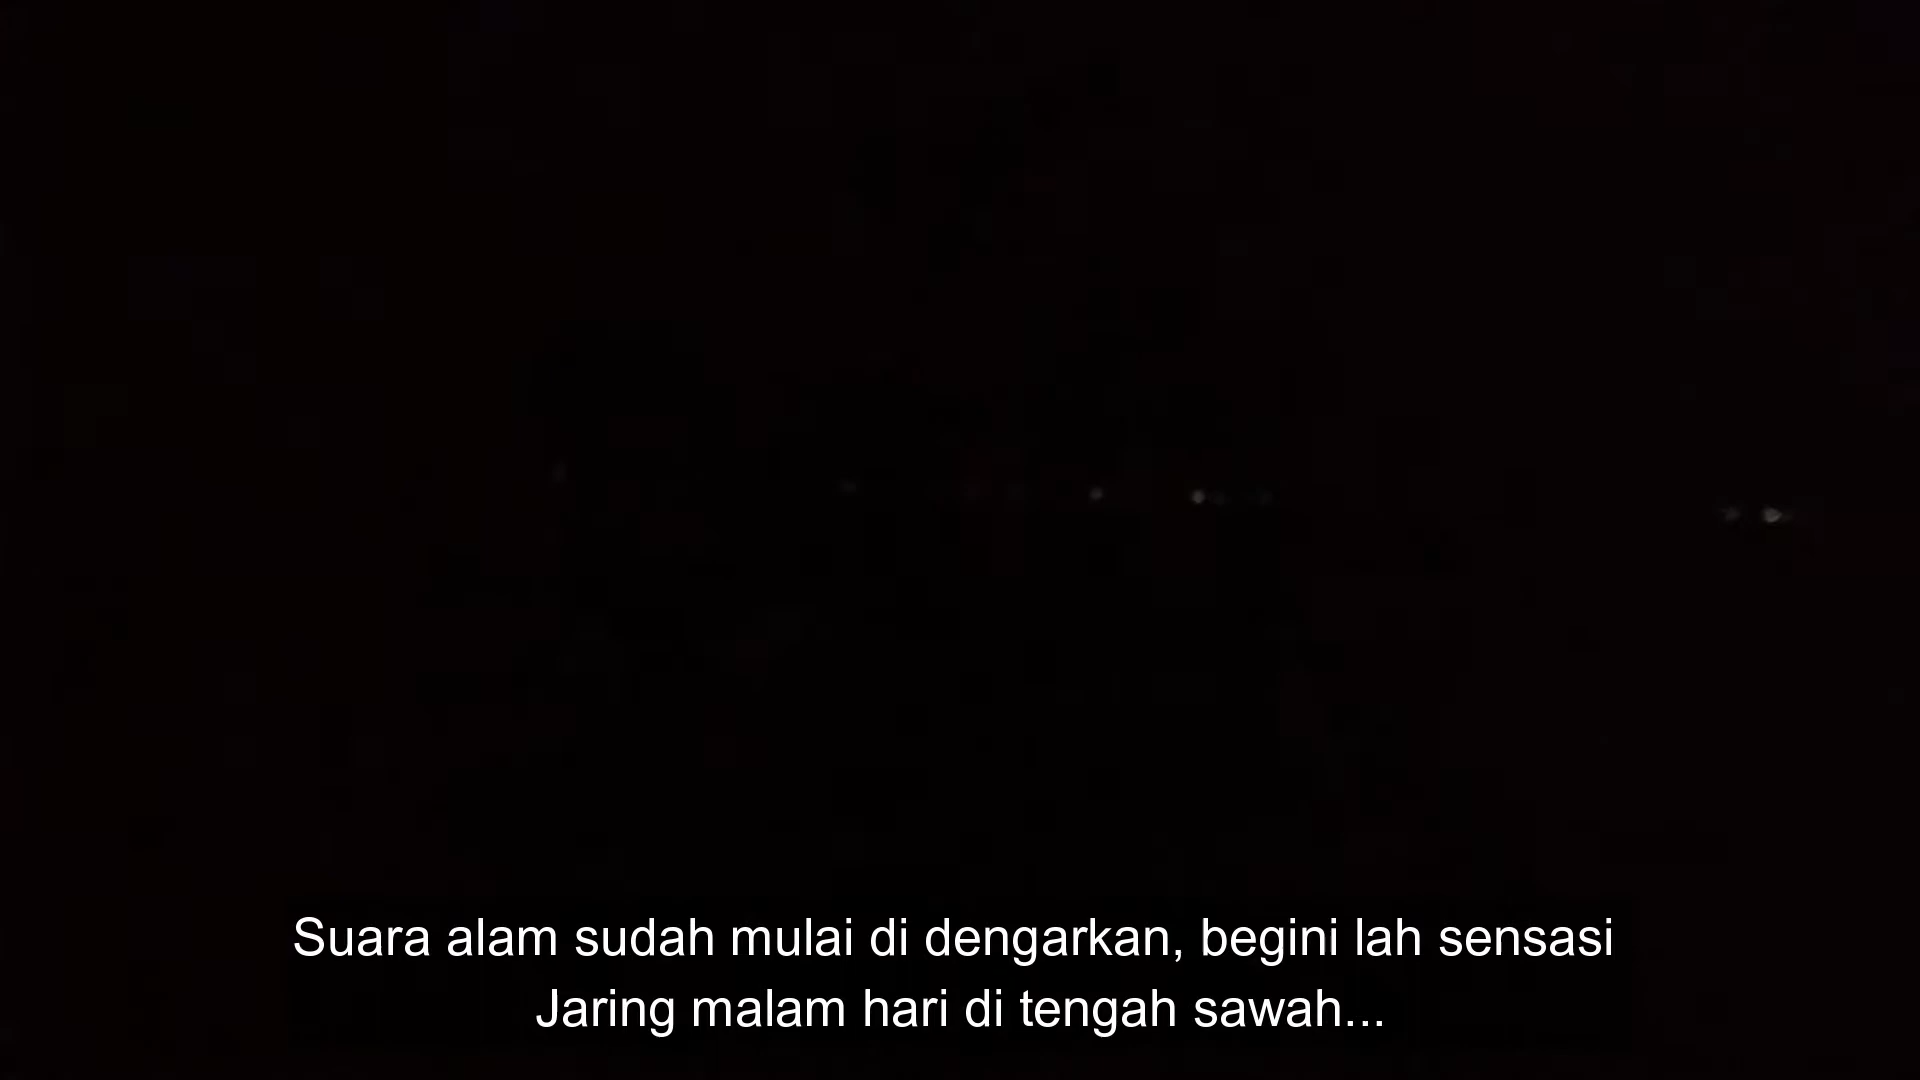 Suara alam sudah mulai di dengarkan, begini lah sensasi
Jaring malam hari di tengah sawah...